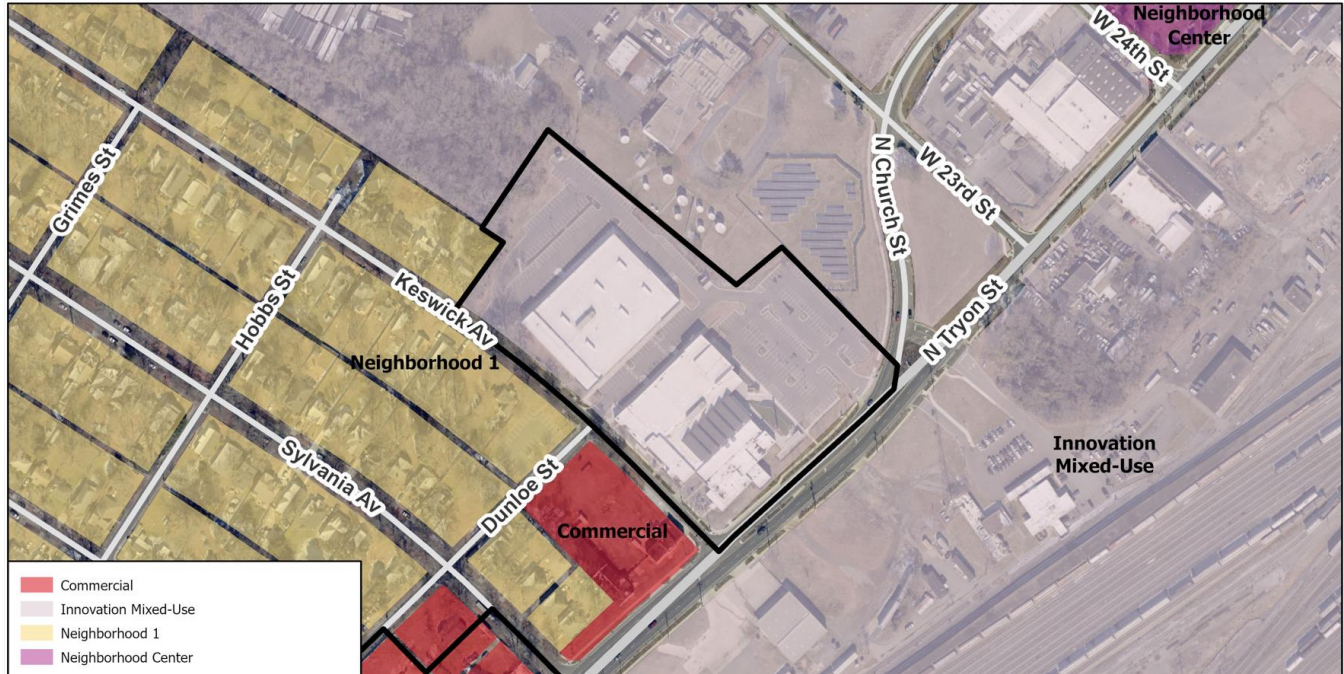 Neighborhood
Center
W 24th St
Grimes St
N Church St
W 23rd St
Hobbs St
Keswick Av
N Tryon St
Neighborhood 1
Innovation
Mixed-Use
Sylvania Av
Dunloe St
Commercial
Commercial
Innovation Mixed-Use
Neighborhood 1
Neighborhood Center